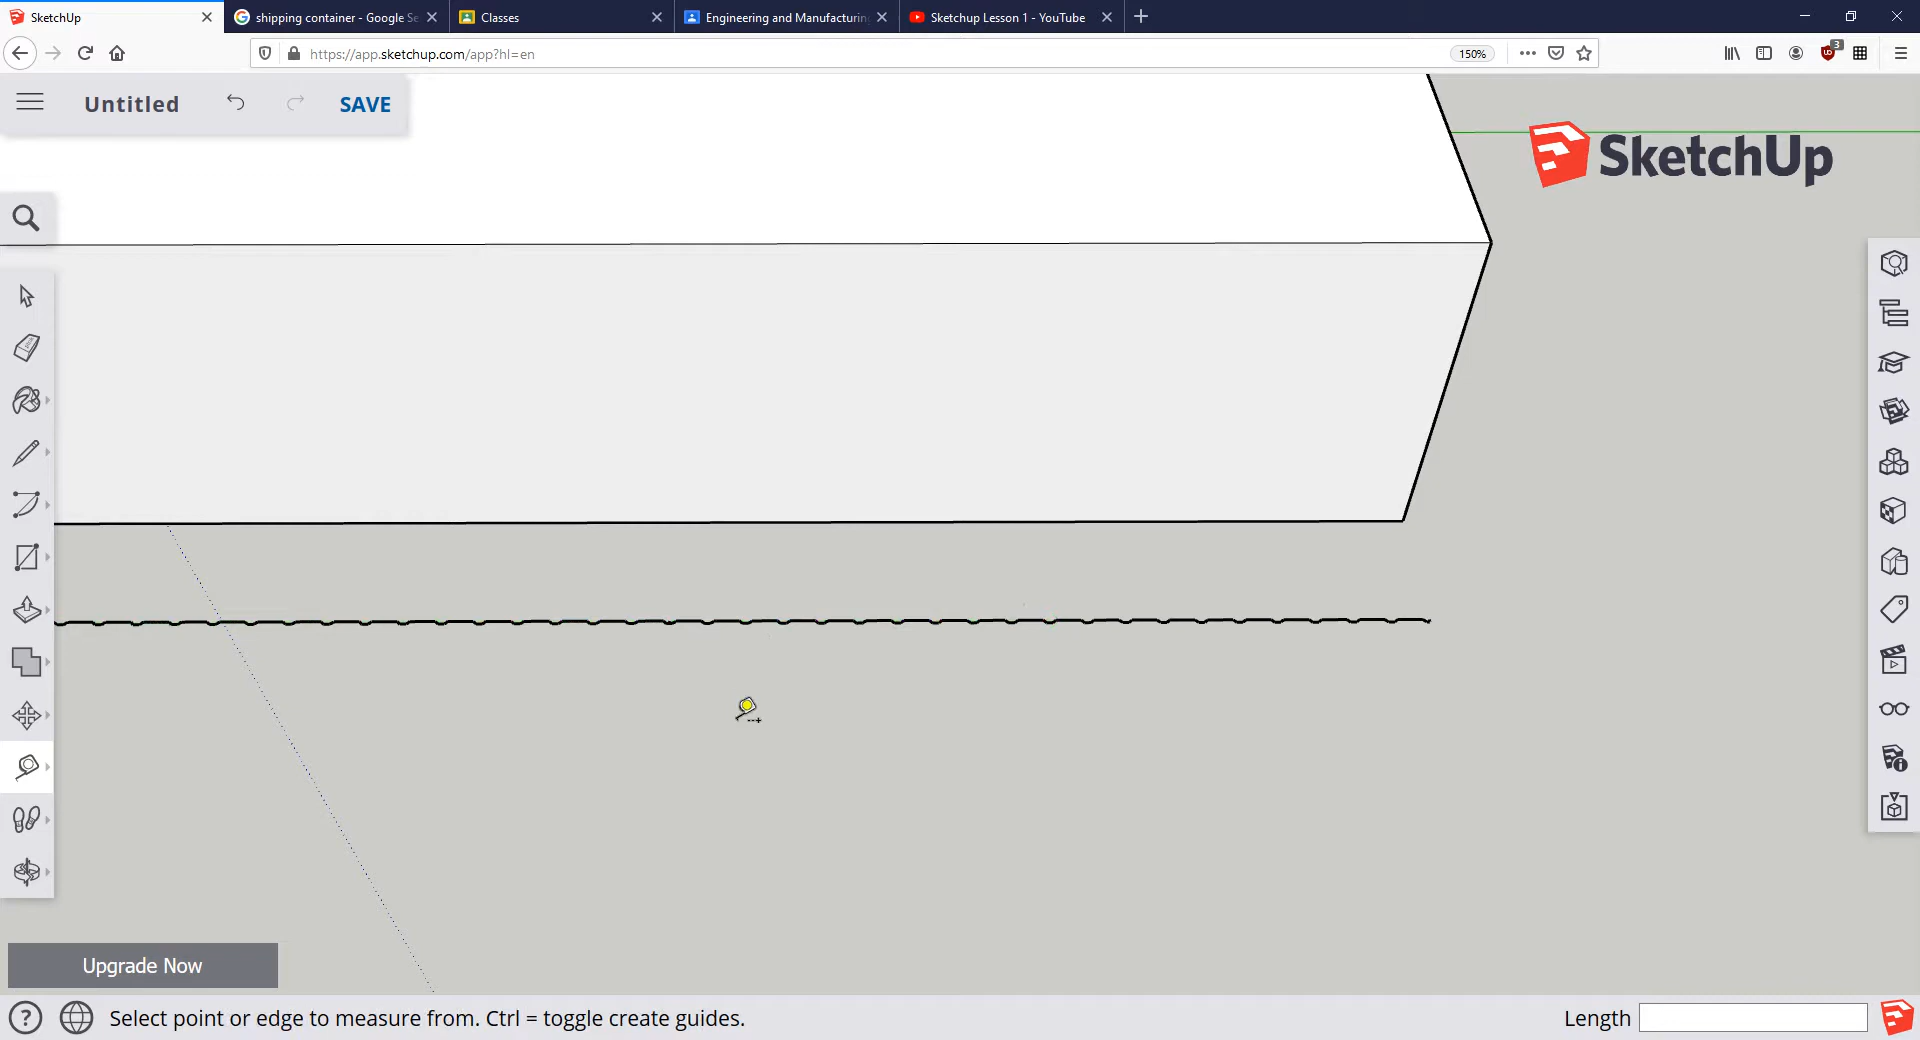 SketchUp
shipping container - Google Se
Classes
Engineering and Manufacturin
Sketchup Lesson 1 - YouTube
https://app.sketchup.com/app?hl=en
150%
3
Untitled
SAVE
SketchUp
Upgrade Now
Select point or edge to measure from. Ctrl = toggle create guides.
Length